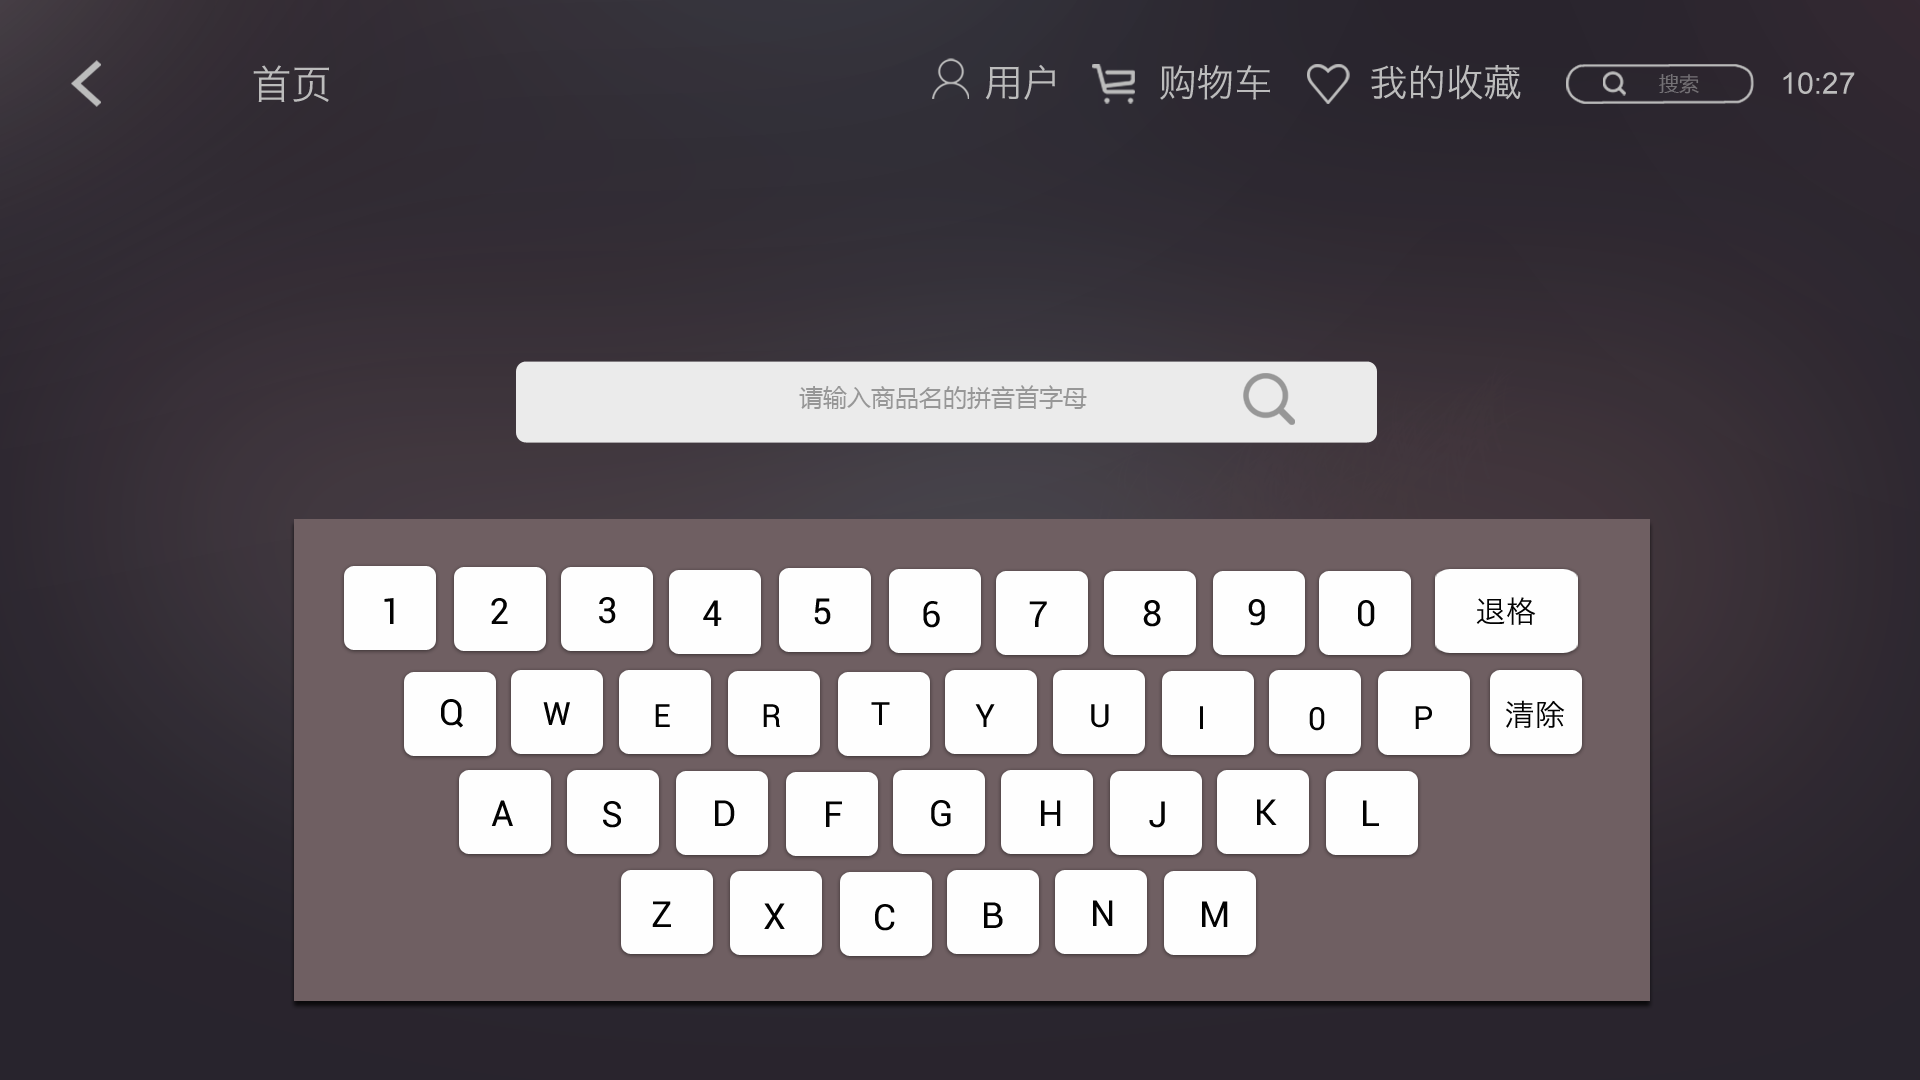 首页 用户 购物车 我的收藏 搜索 10:27
请输入商品名的拼音首字母
1 2 3 4 5 6 7 8 9 0 退格
Q W E R T Y U I 0 P 清除
A S D F G H J K L
Z X C B N M